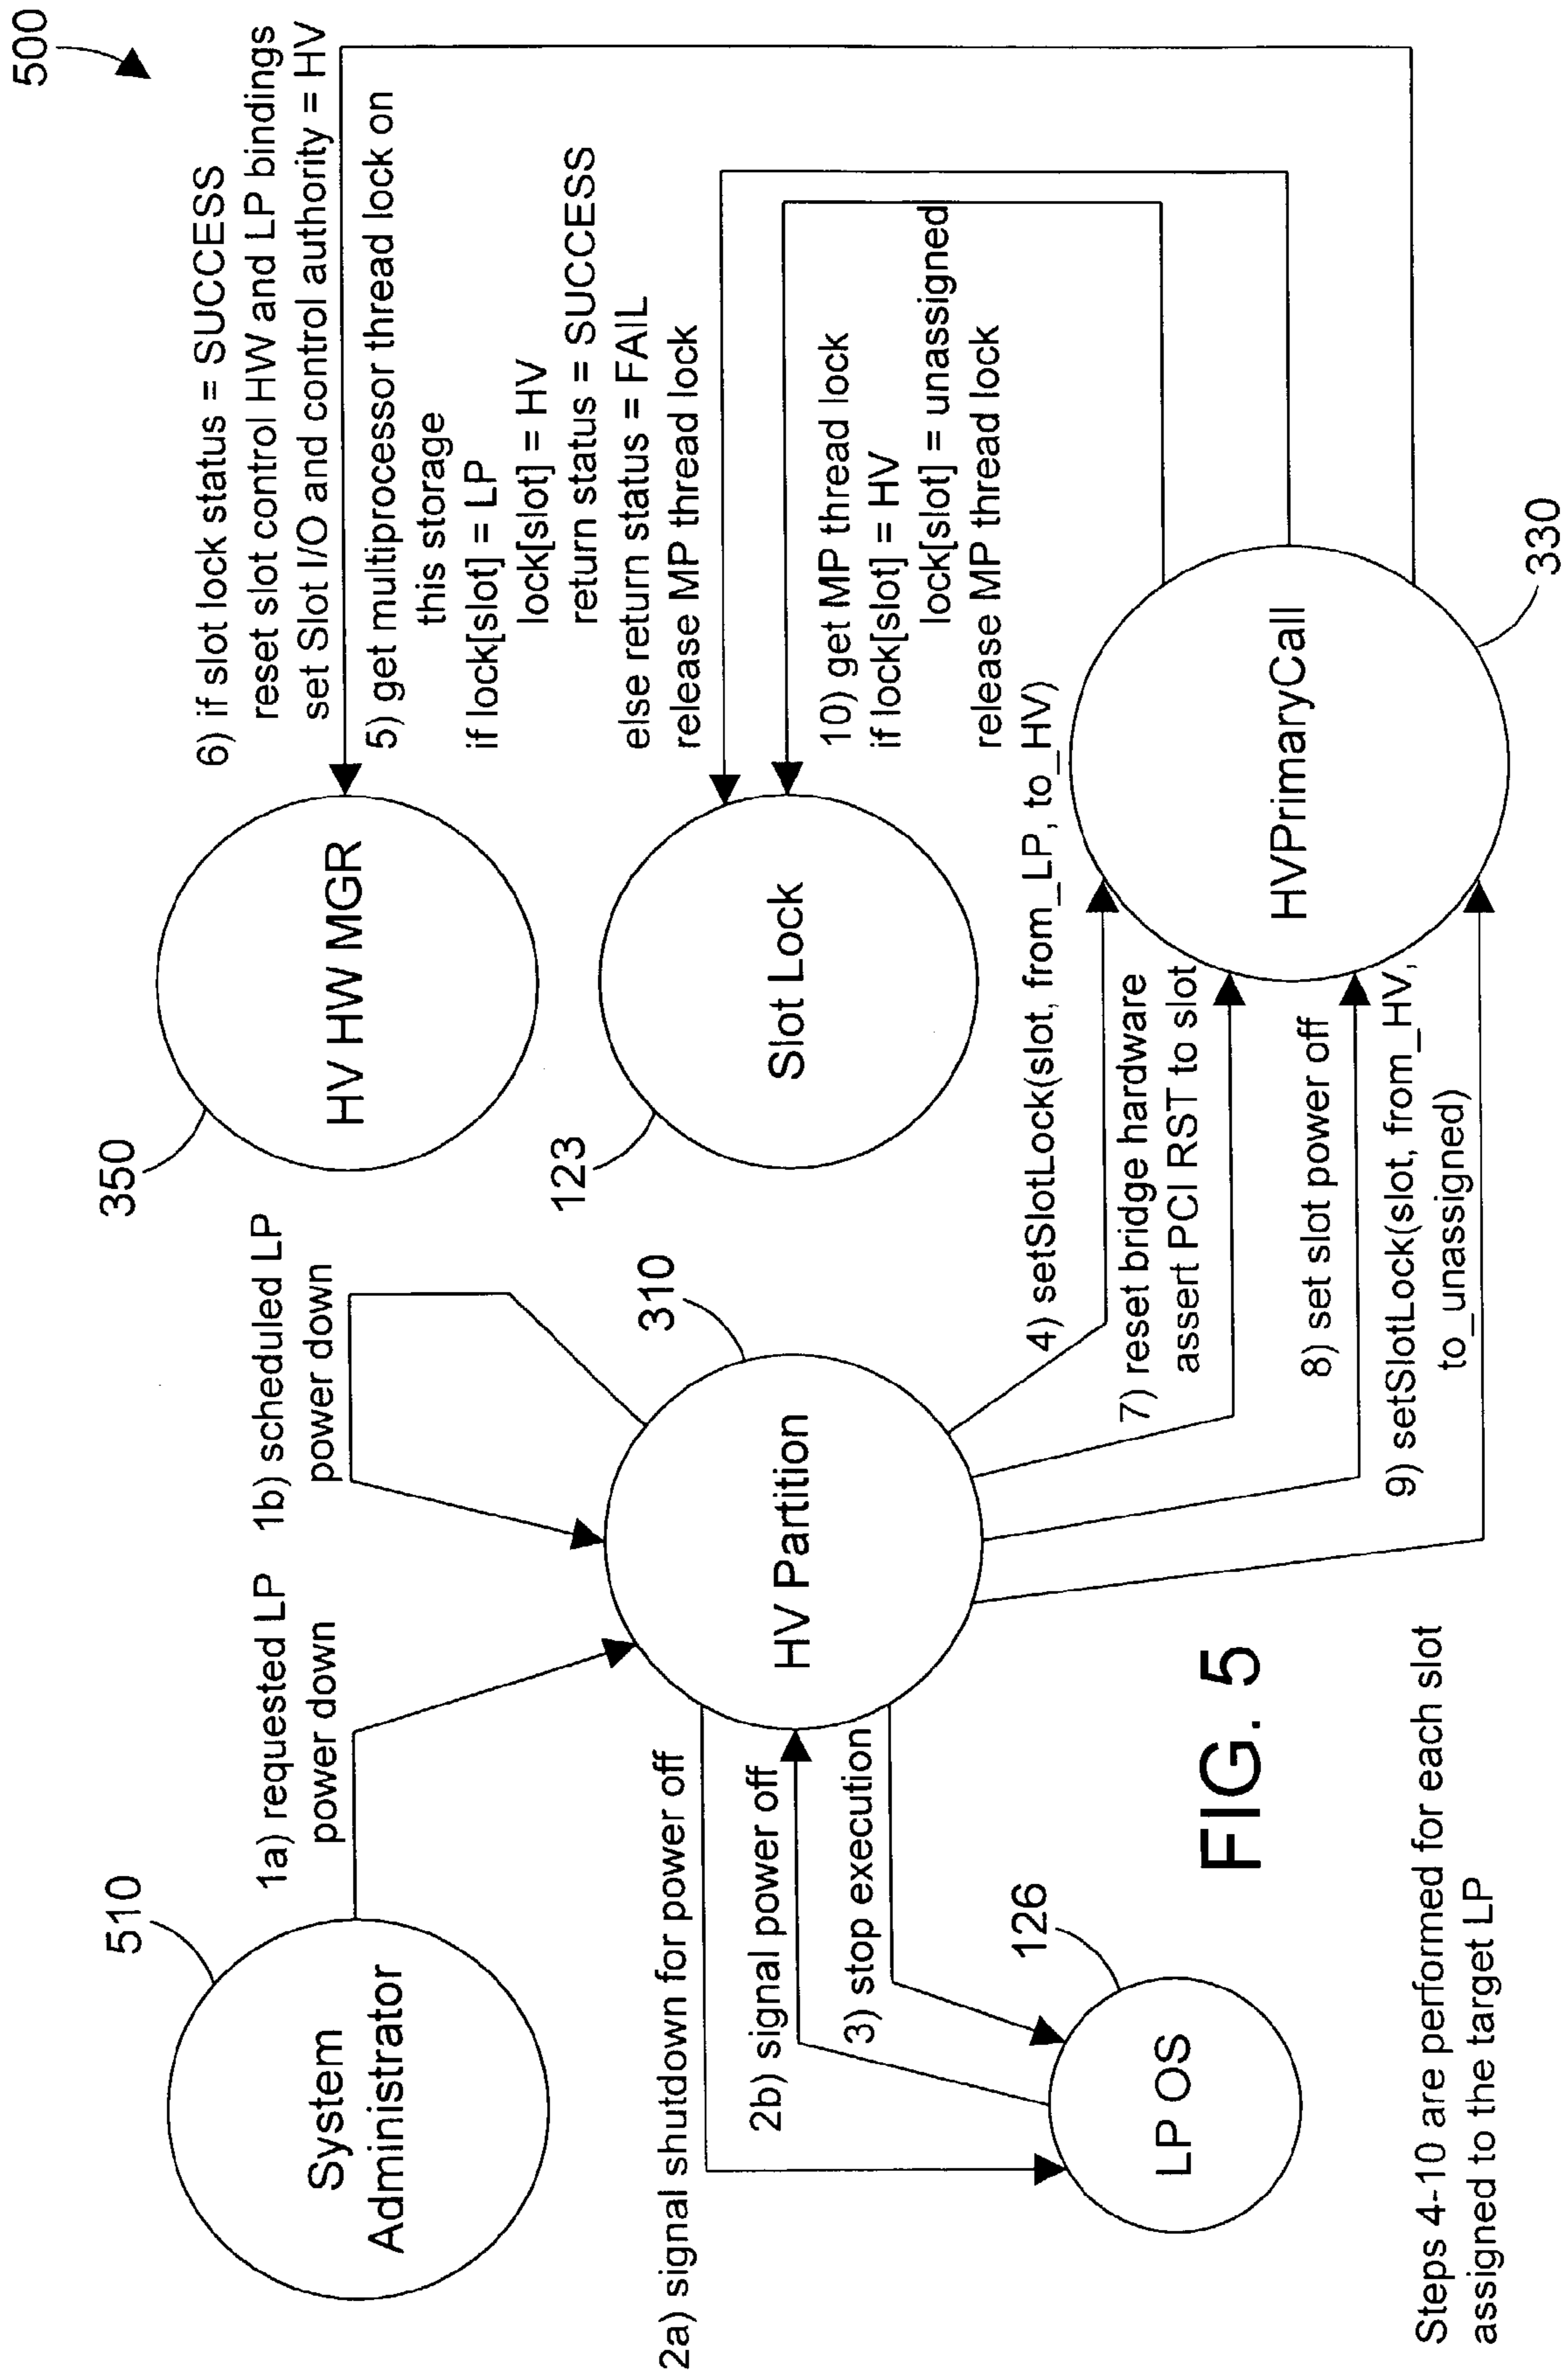 500
510
System
Administrator
1a) requested LP
power down
1b) scheduled LP
power down
350
HV HW MGR
6) if slot lock status = SUCCESS
reset slot control HW and LP bindings
set Slot I/O and control authority = HV
5) get multiprocessor thread lock on
this storage
if lock[slot] = LP
lock[slot] = HV
return status = SUCCESS
else return status = FAIL
release MP thread lock
123
Slot Lock
10) get MP thread lock
if lock[slot] = HV
lock[slot] = unassigned
release MP thread lock
310
HV Partition
2a) signal shutdown for power off
2b) signal power off
3) stop execution
126
LP OS
4) setSlotLock(slot, from_LP, to_HV)
7) reset bridge hardware
assert PCI RST to slot
8) set slot power off
9) setSlotLock(slot, from_HV,
to_unassigned)
HVPrimaryCall
330
FIG. 5
Steps 4-10 are performed for each slot
assigned to the target LP